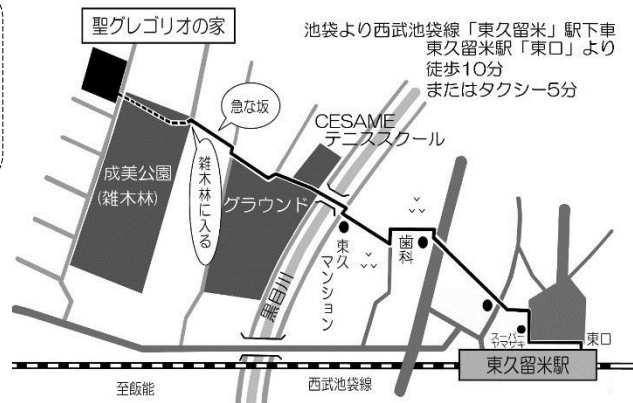 聖グレゴリオの家
池袋より西武池袋線「東久留米」駅下車
東久留米駅「東口」より
徒歩10分
またはタクシー5分
急な坂
CESAME
テニススクール
成美公園
(雑木林)
雑木林に入る
グラウンド
東久
マンション
歯科
黒目川
スーパー
ヤマザキ
東口
東久留米駅
至飯能
西武池袋線